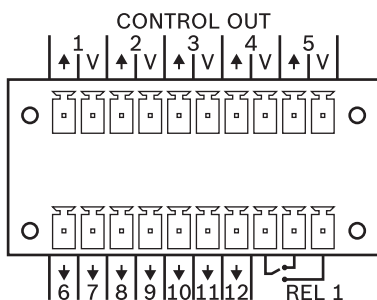 CONTROL OUT
1 2 3 4 5
V V V V V
6 7 8 9 10 11 12 REL 1